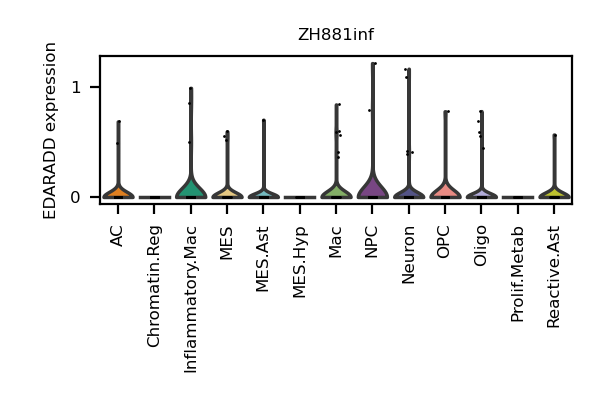 ZH881inf
EDARADD expression
1
0
AC
Chromatin.Reg
Inflammatory.Mac
MES
MES.Ast
MES.Hyp
Mac
NPC
Neuron
OPC
Oligo
Prolif.Metab
Reactive.Ast